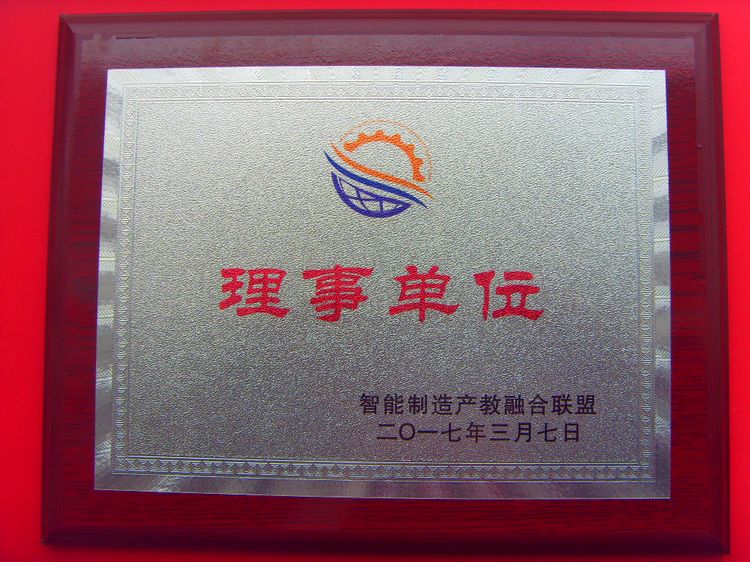 理事单位
智能制造产教融合联盟
二〇一七年三月七日